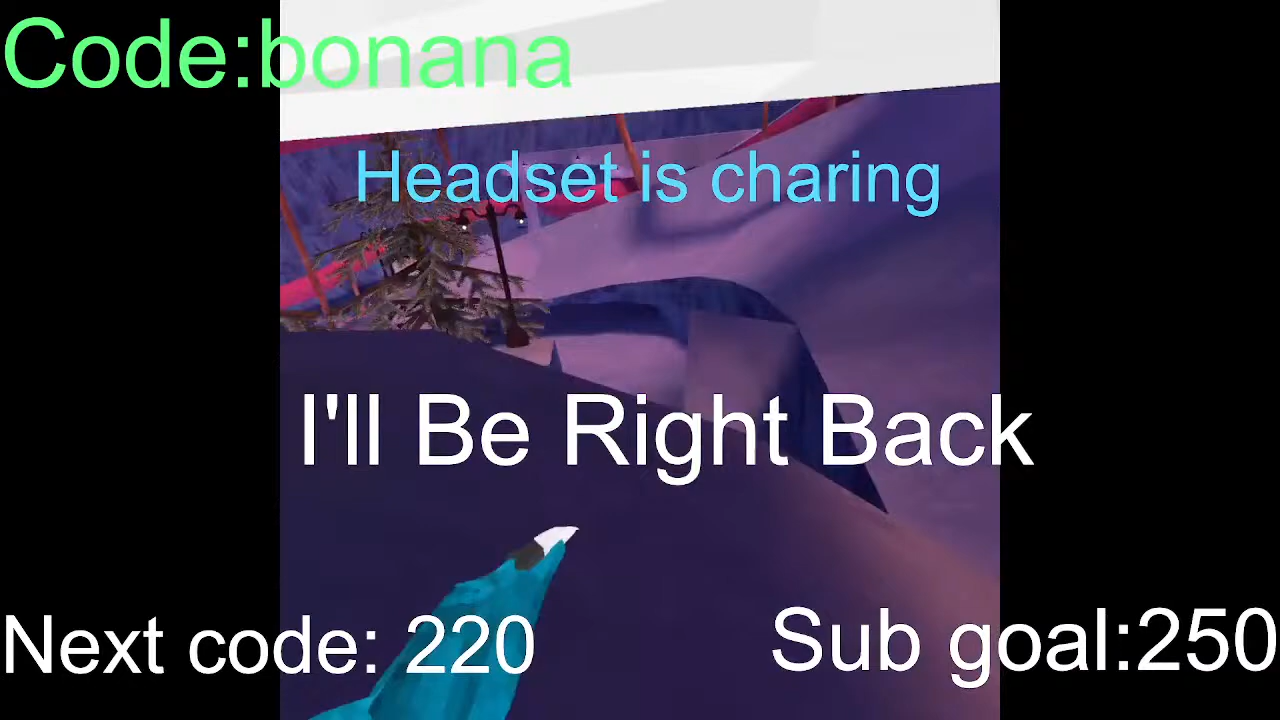 Code:bonana
Headset is charing
I'll Be Right Back
Next code: 220
Sub goal:250